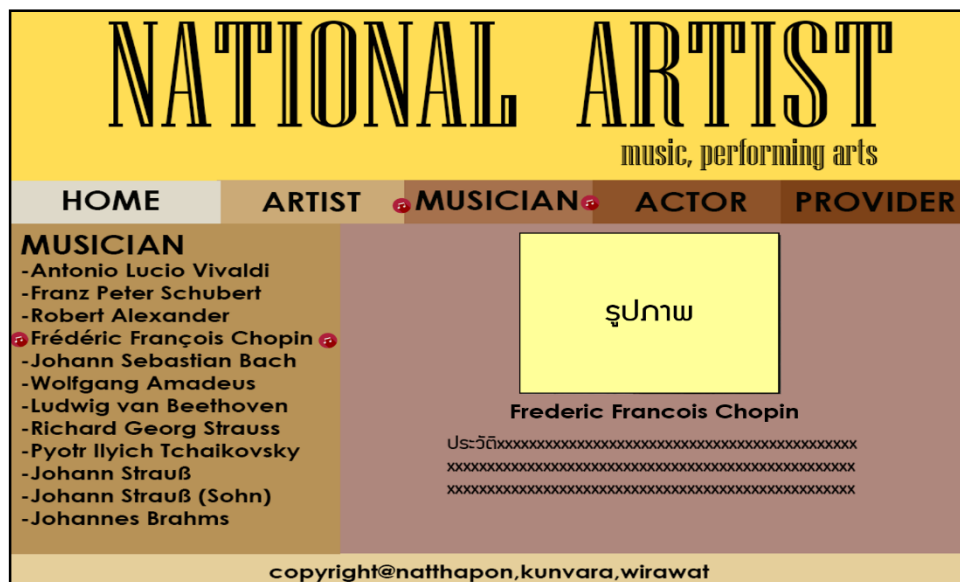 NATIONAL ARTIST
music, performing arts
HOME ARTIST MUSICIAN ACTOR PROVIDER
MUSICIAN
-Antonio Lucio Vivaldi
-Franz Peter Schubert
-Robert Alexander
-Frédéric François Chopin
-Johann Sebastian Bach
-Wolfgang Amadeus
-Ludwig van Beethoven
-Richard Georg Strauss
-Pyotr Ilyich Tchaikovsky
-Johann Strauß
-Johann Strauß (Sohn)
-Johannes Brahms
รูปภาพ
Frederic Francois Chopin
ประวัติxxxxxxxxxxxxxxxxxxxxxxxxxxxxxxxxxxxxxxxxxxxxx
xxxxxxxxxxxxxxxxxxxxxxxxxxxxxxxxxxxxxxxxxxxxxxxxxxx
xxxxxxxxxxxxxxxxxxxxxxxxxxxxxxxxxxxxxxxxxxxxxxxxxxx
copyright@natthapon,kunvara,wirawat